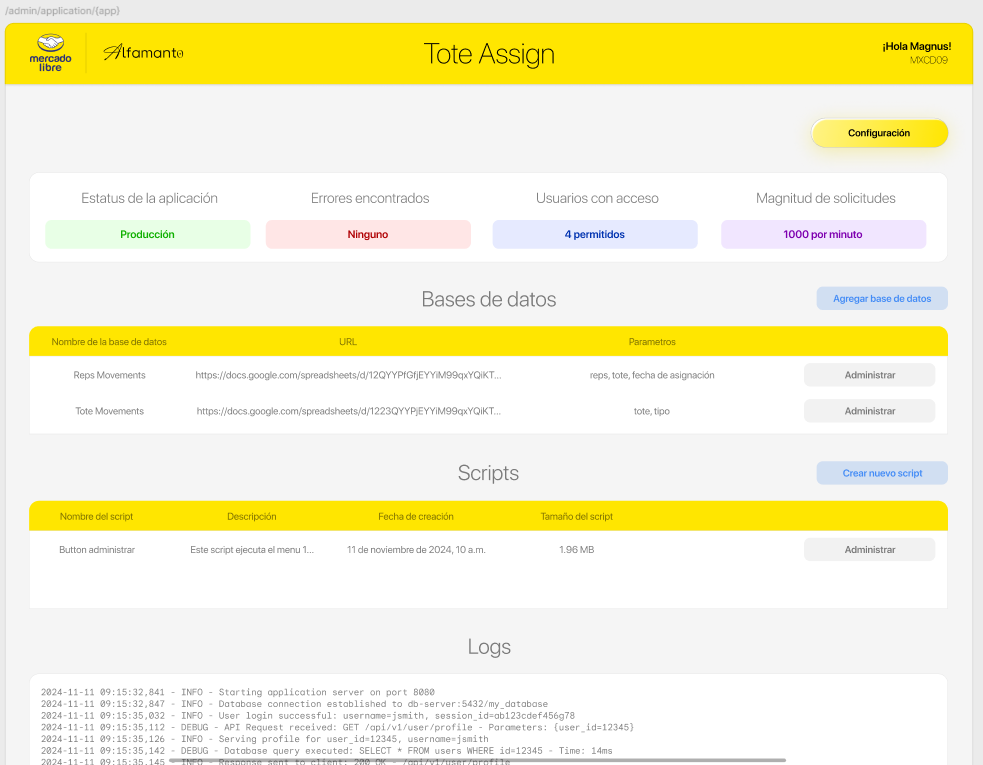 /admin/application/{app}
mercado
libre
Alfamanto
Tote Assign
¡Hola Magnus!
MXCD09
Configuración
Estatus de la aplicación
Errores encontrados
Usuarios con acceso
Magnitud de solicitudes
Producción
Ninguno
4 permitidos
1000 por minuto
Bases de datos
Agregar base de datos
Nombre de la base de datos URL Parametros
Reps Movements https://docs.google.com/spreadsheets/d/12QYYPfGfjEYYiM99qxYQiKT... reps, tote, fecha de asignación Administrar
Tote Movements https://docs.google.com/spreadsheets/d/1223QYYPjEYYiM99qxYQiKT... tote, tipo Administrar
Scripts
Crear nuevo script
Nombre del script Descripción Fecha de creación Tamaño del script
Button administrar Este script ejecuta el menu 1... 11 de noviembre de 2024, 10 a.m. 1.96 MB Administrar
Logs
2024-11-11 09:15:32,841 - INFO - Starting application server on port 8080
2024-11-11 09:15:32,847 - INFO - Database connection established to db-server:5432/my_database
2024-11-11 09:15:35,032 - INFO - User login successful: username=jsmith, session_id=ab123cdef456g78
2024-11-11 09:15:35,112 - DEBUG - API Request received: GET /api/v1/user/profile - Parameters: {user_id=12345}
2024-11-11 09:15:35,126 - INFO - Serving profile for user_id=12345, username=jsmith
2024-11-11 09:15:35,142 - DEBUG - Database query executed: SELECT * FROM users WHERE id=12345 - Time: 14ms
2024-11-11 09:15:35,145 - INFO - Response sent to client: 200 OK - /api/v1/user/profile